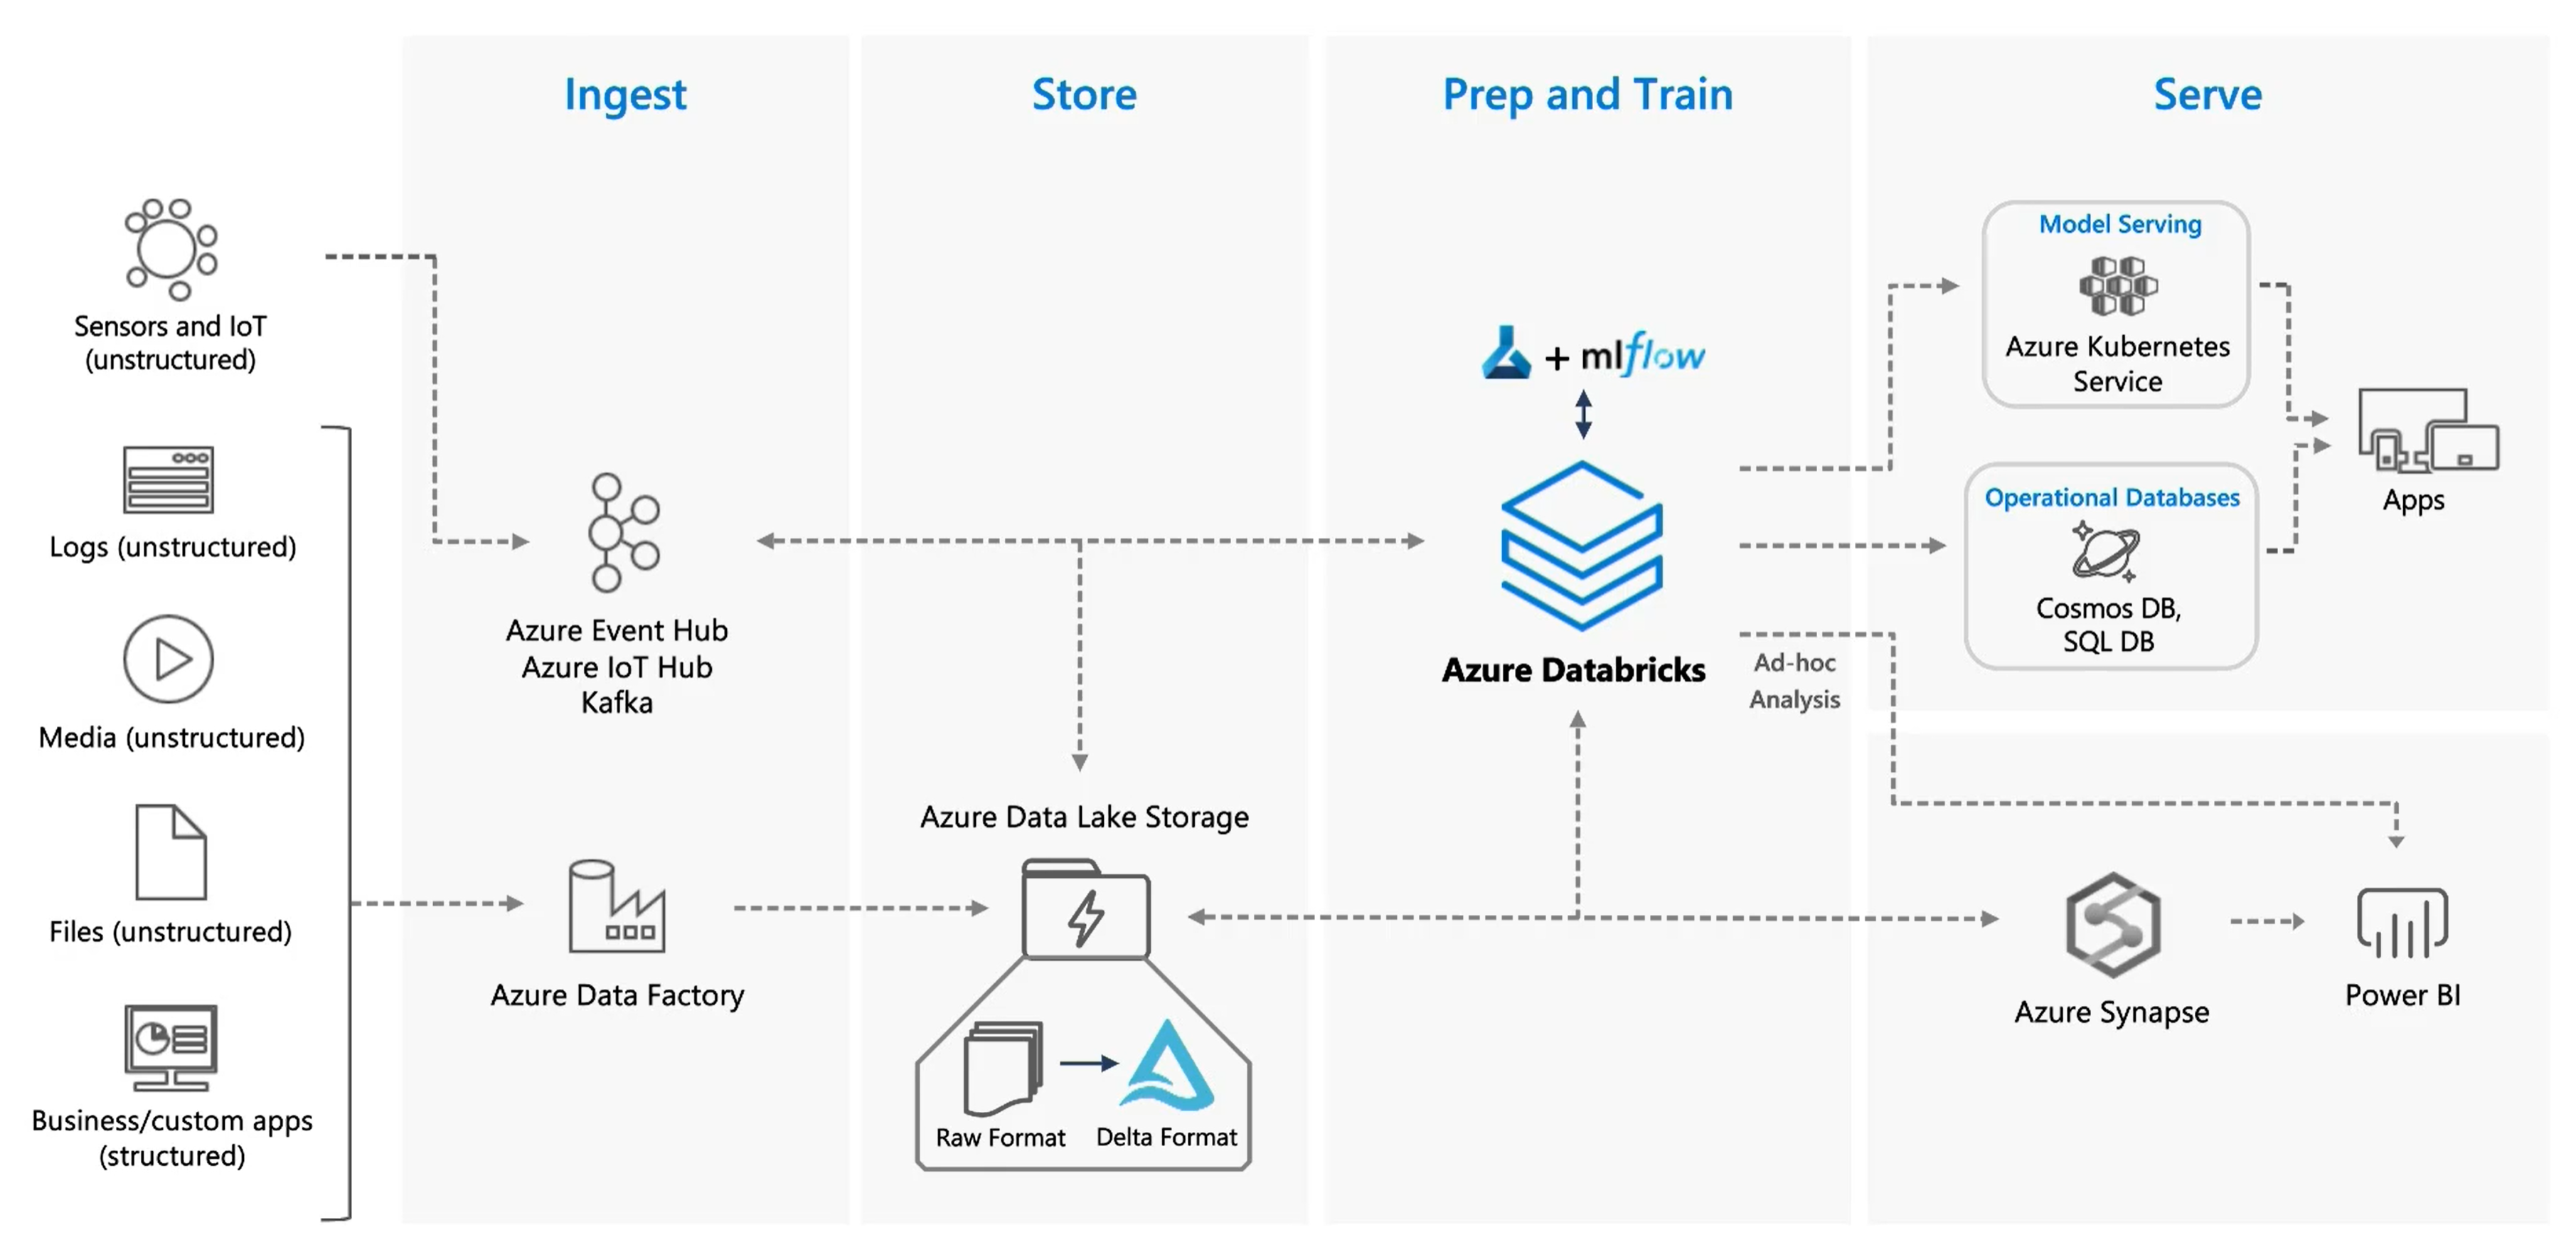 Ingest
Store
Prep and Train
Serve
Sensors and IoT
(unstructured)
Logs (unstructured)
Media (unstructured)
Files (unstructured)
Business/custom apps
(structured)
Azure Event Hub
Azure IoT Hub
Kafka
Azure Data Factory
Azure Data Lake Storage
Raw Format
Delta Format
+ mlflow
Azure Databricks
Ad-hoc
Analysis
Model Serving
Azure Kubernetes
Service
Operational Databases
Cosmos DB,
SQL DB
Apps
Azure Synapse
Power BI